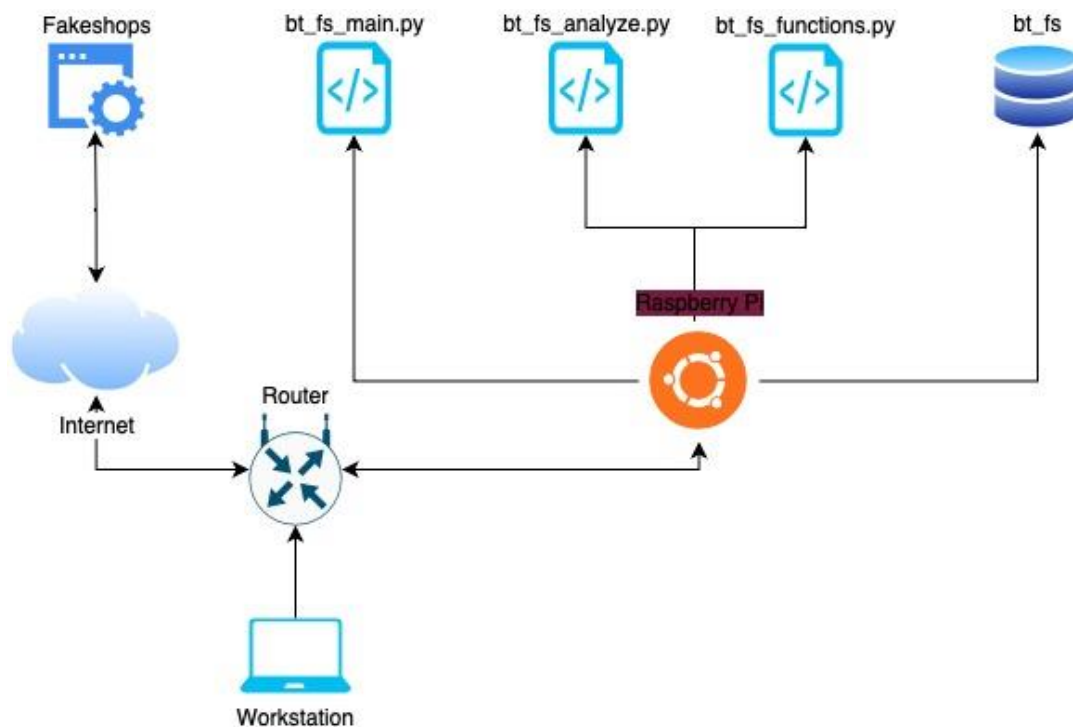 Fakeshops
bt_fs_main.py
bt_fs_analyze.py
bt_fs_functions.py
bt_fs
</>
</>
</>
Raspberry Pi
Router
Internet
Workstation